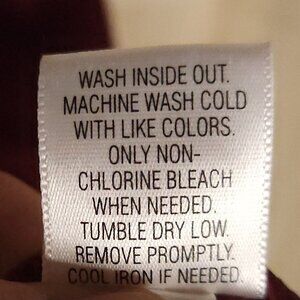 WASH INSIDE OUT.
MACHINE WASH COLD
WITH LIKE COLORS.
ONLY NON-
CHLORINE BLEACH
WHEN NEEDED.
TUMBLE DRY LOW.
REMOVE PROMPTLY.
COOL IRON IF NEEDED.